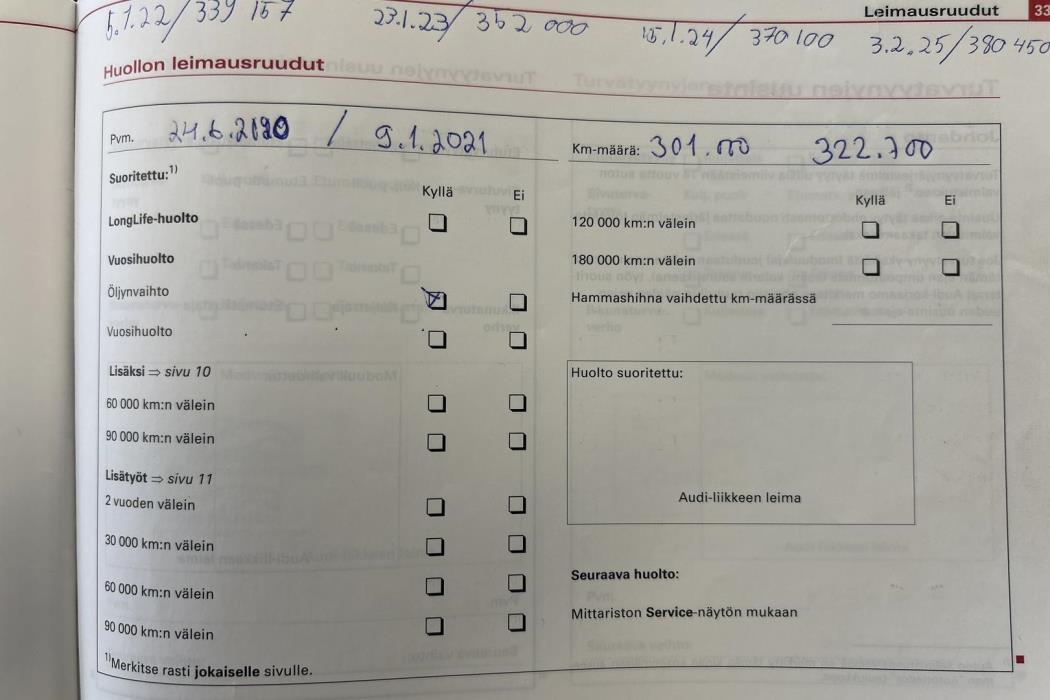 Leimausruudut 33
5.1.22/339 157 23.1.23/352 000 15.1.24/370 100 3.2.25/380 450
Huollon leimausruudut
Pvm. / 9.1.2021
Km-määrä: 301.000 322.700
Suoritettu:1)
Kyllä Ei
LongLife-huolto
Vuosihuolto
Öljynvaihto
Vuosihuolto
Lisäksi ⇒ sivu 10
60 000 km:n välein
90 000 km:n välein
Lisätyöt ⇒ sivu 11
2 vuoden välein
30 000 km:n välein
60 000 km:n välein
90 000 km:n välein
1)Merkitse rasti jokaiselle sivulle.
Kyllä Ei
120 000 km:n välein
180 000 km:n välein
Hammashihna vaihdettu km-määrässä
Huolto suoritettu:
Audi-liikkeen leima
Seuraava huolto:
Mittariston Service-näytön mukaan